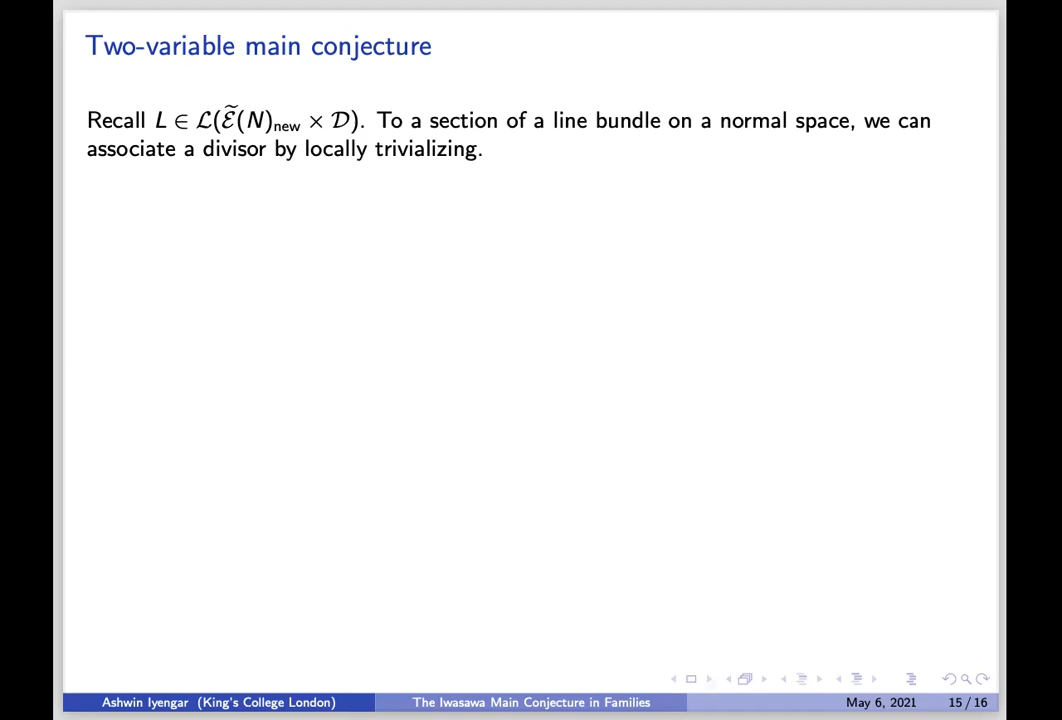 Two-variable main conjecture
Recall L ∈ ℒ(ℰ̃(N)new × 𝒟). To a section of a line bundle on a normal space, we can
associate a divisor by locally trivializing.
Ashwin Iyengar (King's College London) The Iwasawa Main Conjecture in Families May 6, 2021 15 / 16